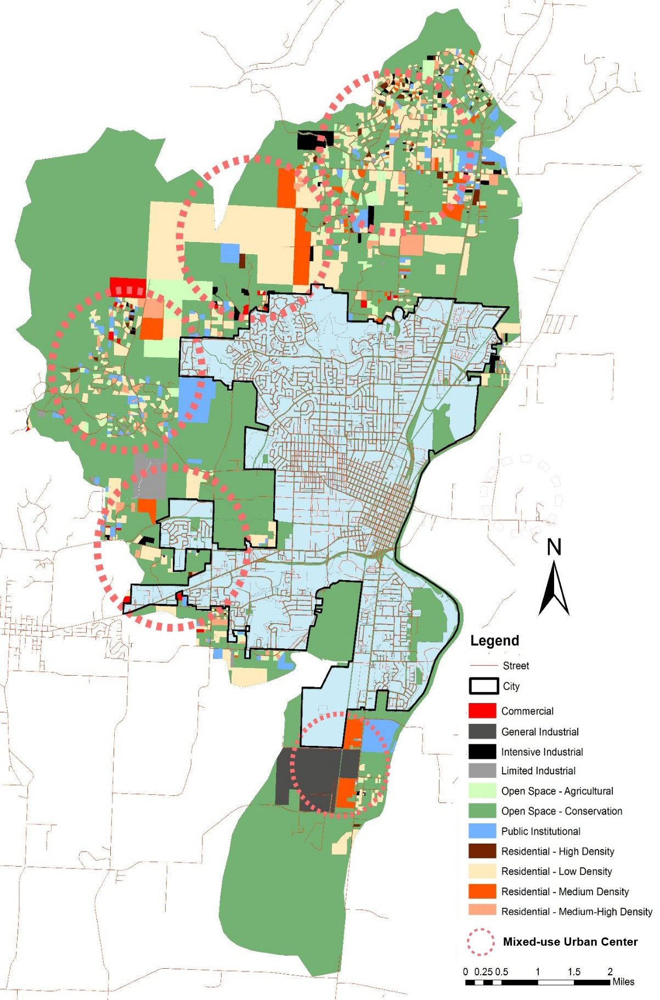 N
Legend
Street
City
Commercial
General Industrial
Intensive Industrial
Limited Industrial
Open Space - Agricultural
Open Space - Conservation
Public Institutional
Residential - High Density
Residential - Low Density
Residential - Medium Density
Residential - Medium-High Density
Mixed-use Urban Center
0 0.25 0.5 1 1.5 2
Miles